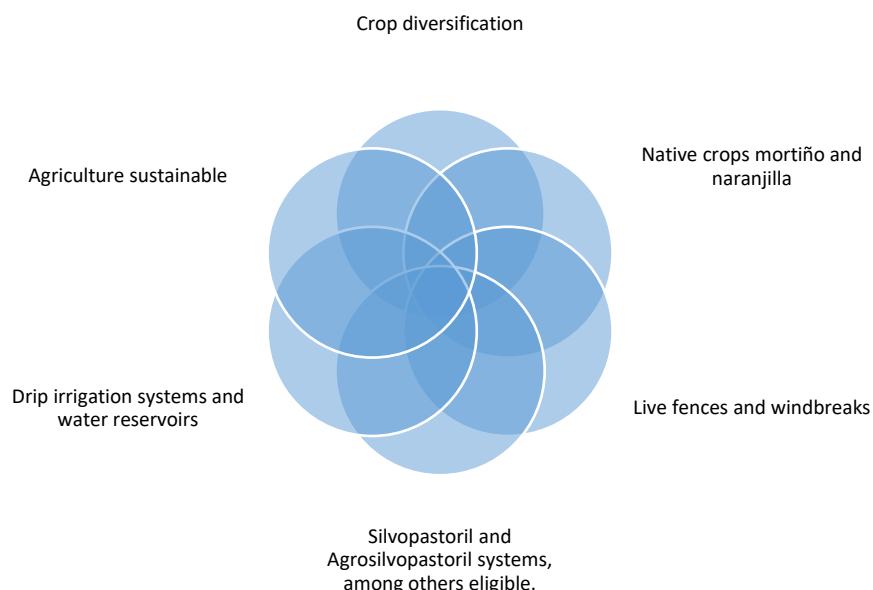 Crop diversification
Native crops mortiño and
naranjilla
Live fences and windbreaks
Silvopastoril and
Agrosilvopastoril systems,
among others eligible.
Drip irrigation systems and
water reservoirs
Agriculture sustainable